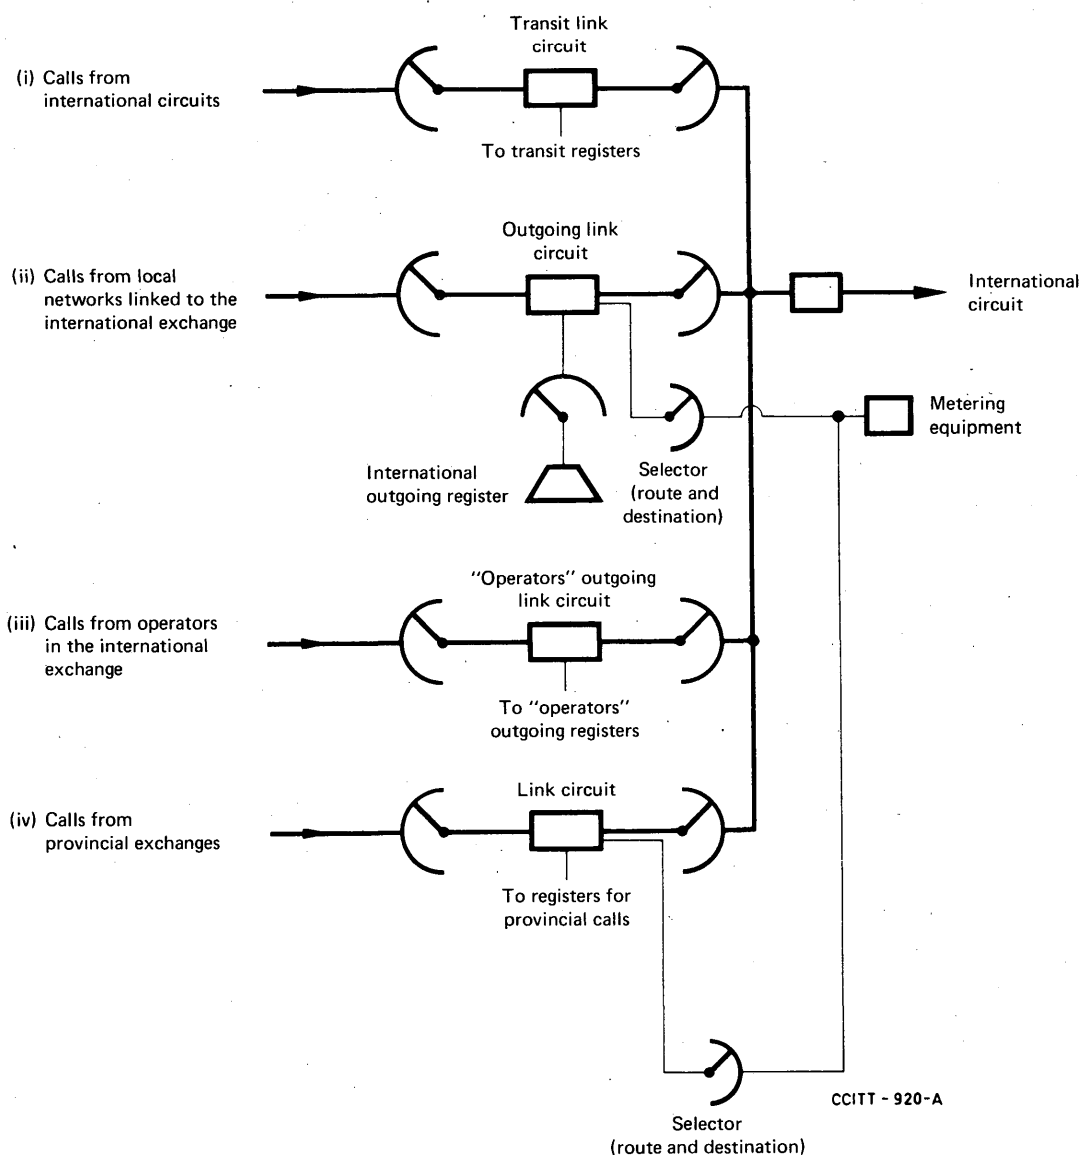 Transit link
circuit
(i) Calls from
international circuits
To transit registers
Outgoing link
circuit
(ii) Calls from local
networks linked to the
international exchange
International
circuit
Metering
equipment
International
outgoing register
Selector
(route and
destination)
"Operators" outgoing
link circuit
(iii) Calls from operators
in the international
exchange
To "operators"
outgoing registers
Link circuit
(iv) Calls from
provincial exchanges
To registers for
provincial calls
CCITT - 920-A
Selector
(route and destination)